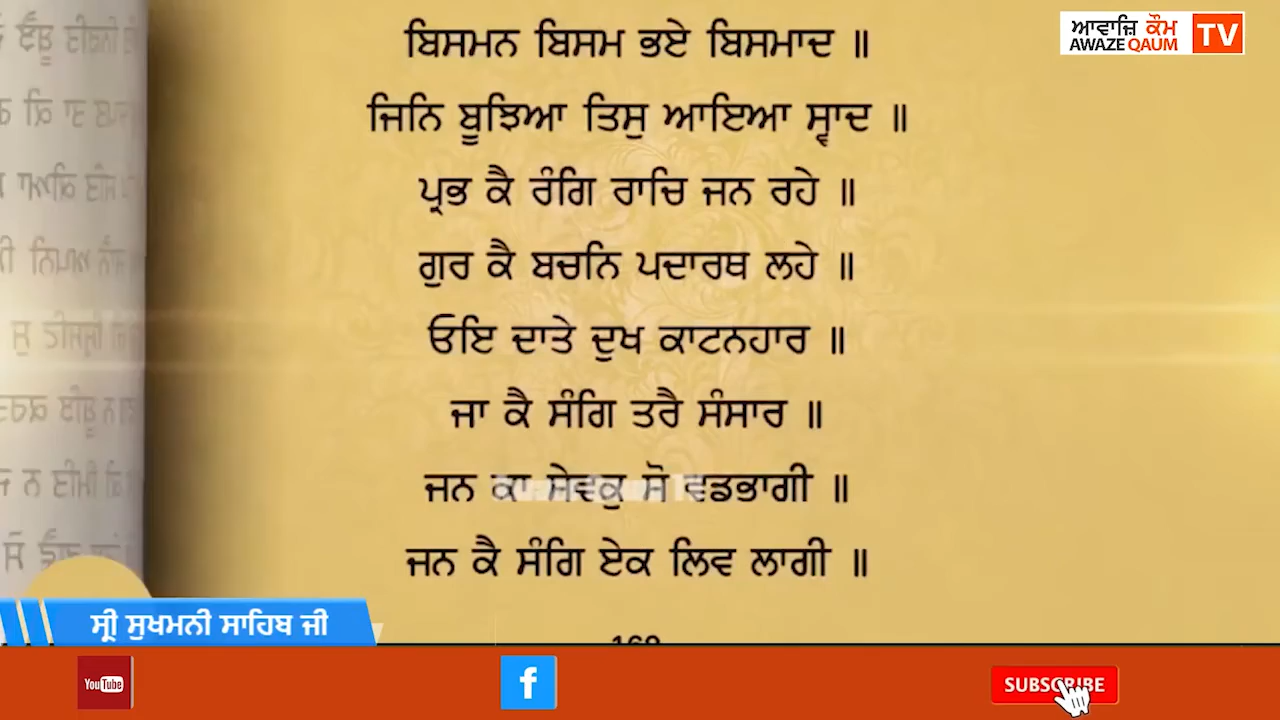 ਆਵਾਜ਼ਿ ਕੌਮ
AWAZE QAUM
TV
ਬਿਸਮਨ ਬਿਸਮ ਭਏ ਬਿਸਮਾਦ ॥
ਜਿਨਿ ਬੂਝਿਆ ਤਿਸੁ ਆਇਆ ਸ੍ਵਾਦ ॥
ਪ੍ਰਭ ਕੈ ਰੰਗਿ ਰਾਚਿ ਜਨ ਰਹੇ ॥
ਗੁਰ ਕੈ ਬਚਨਿ ਪਦਾਰਥ ਲਹੇ ॥
ਓਇ ਦਾਤੇ ਦੁਖ ਕਾਟਨਹਾਰ ॥
ਜਾ ਕੈ ਸੰਗਿ ਤਰੈ ਸੰਸਾਰ ॥
ਜਨ ਕਾ ਸੇਵਕੁ ਸੋ ਵਡਭਾਗੀ ॥
ਜਨ ਕੈ ਸੰਗਿ ਏਕ ਲਿਵ ਲਾਗੀ ॥
ਸ੍ਰੀ ਸੁਖਮਨੀ ਸਾਹਿਬ ਜੀ
YouTube
f
SUBSCRIBE